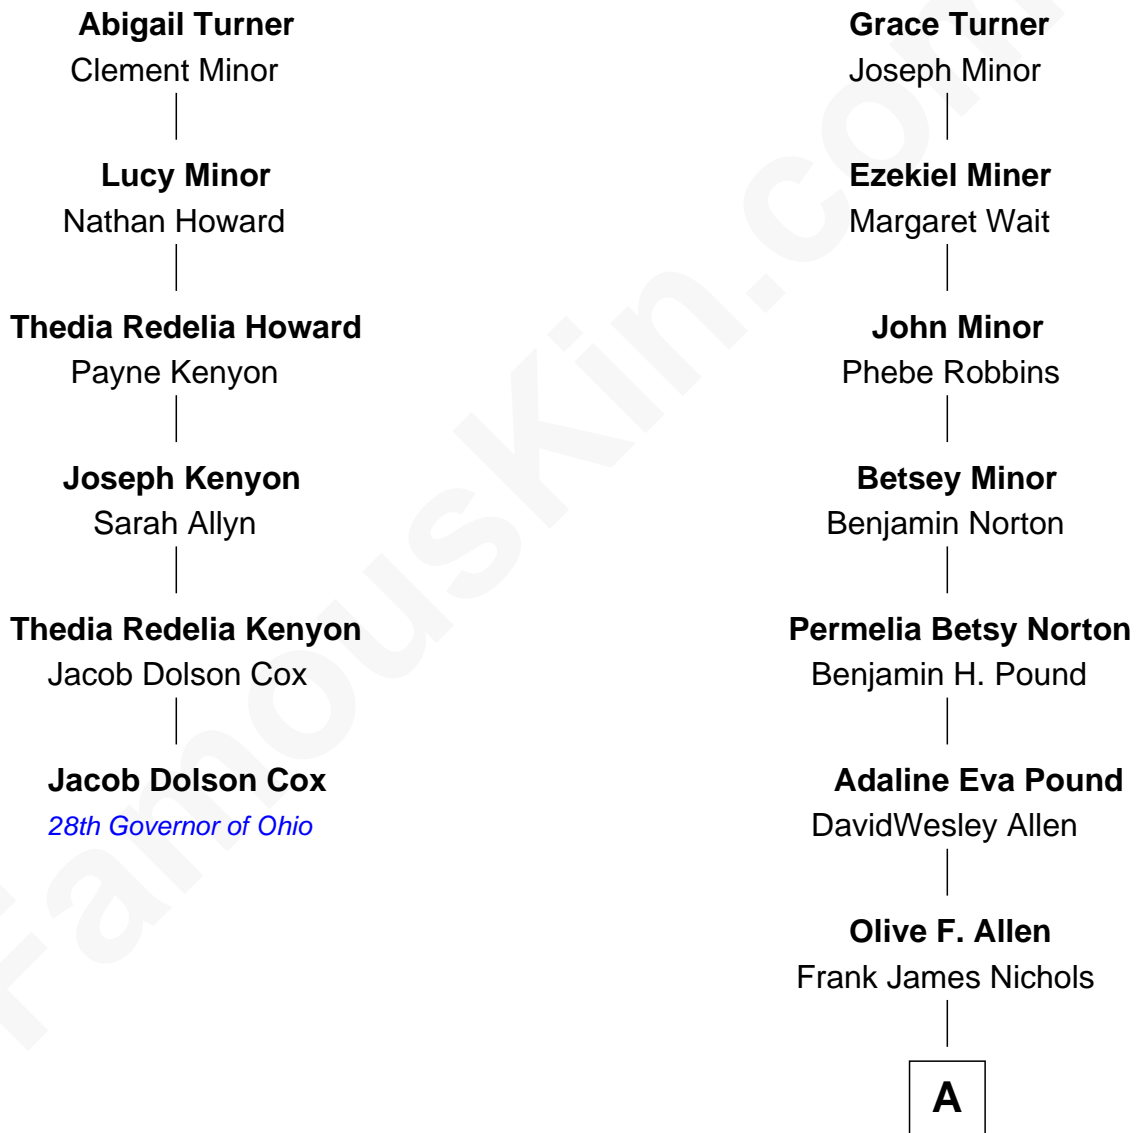 Abigail Turner
Clement Minor
Lucy Minor
Nathan Howard
Thedia Redelia Howard
Payne Kenyon
Joseph Kenyon
Sarah Allyn
Thedia Redelia Kenyon
Jacob Dolson Cox
Jacob Dolson Cox
28th Governor of Ohio
Grace Turner
Joseph Minor
Ezekiel Miner
Margaret Wait
John Minor
Phebe Robbins
Betsey Minor
Benjamin Norton
Permelia Betsy Norton
Benjamin H. Pound
Adaline Eva Pound
DavidWesley Allen
Olive F. Allen
Frank James Nichols
A
FamousKin.com